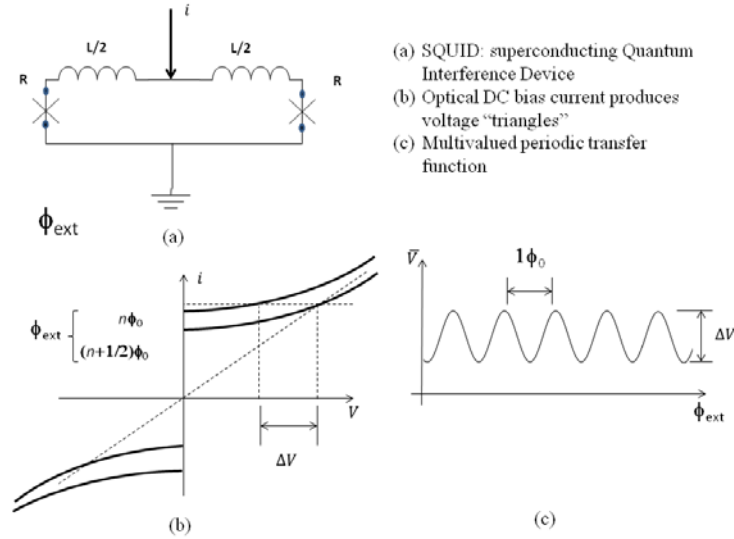 i
L/2
L/2
R
R
ϕext
(a)
(a) SQUID: superconducting Quantum
Interference Device
(b) Optical DC bias current produces
voltage “triangles”
(c) Multivalued periodic transfer
function
i
ϕext
nϕ0
(n+1/2)ϕ0
V
ΔV
(b)
V̄
1ϕ0
ΔV
ϕext
(c)